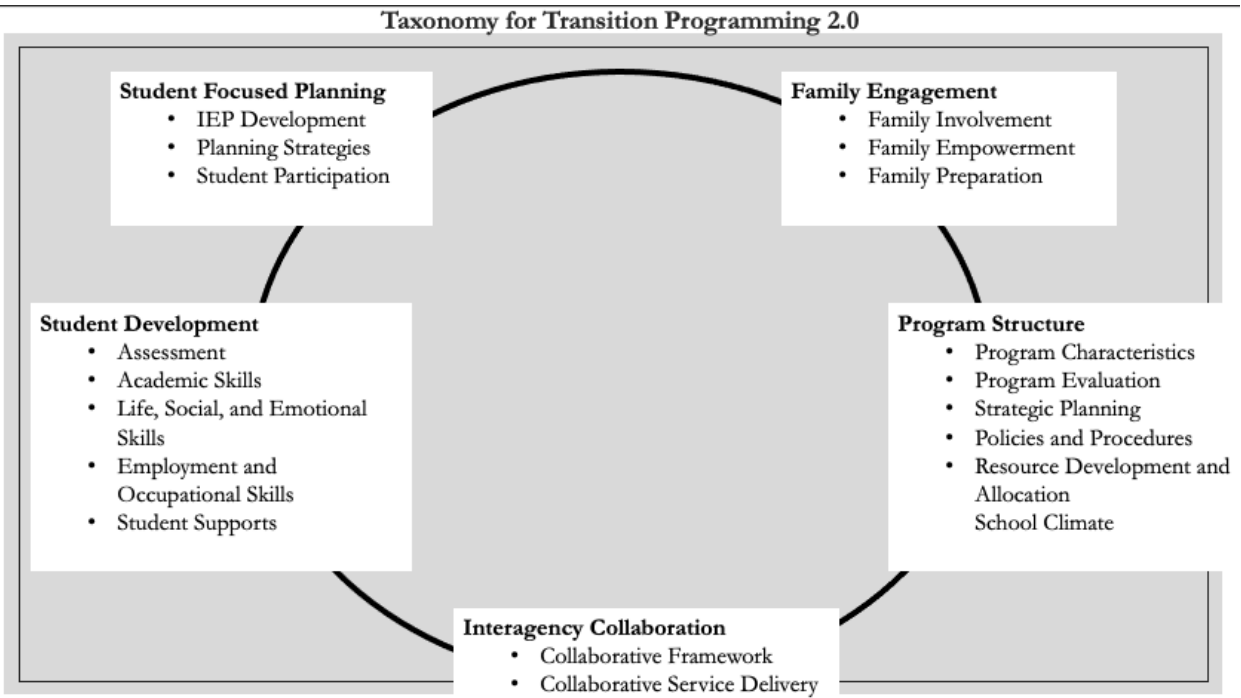 Taxonomy for Transition Programming 2.0
Student Focused Planning
• IEP Development
• Planning Strategies
• Student Participation
Family Engagement
• Family Involvement
• Family Empowerment
• Family Preparation
Student Development
• Assessment
• Academic Skills
• Life, Social, and Emotional
Skills
• Employment and
Occupational Skills
• Student Supports
Program Structure
• Program Characteristics
• Program Evaluation
• Strategic Planning
• Policies and Procedures
• Resource Development and
Allocation
School Climate
Interagency Collaboration
• Collaborative Framework
• Collaborative Service Delivery